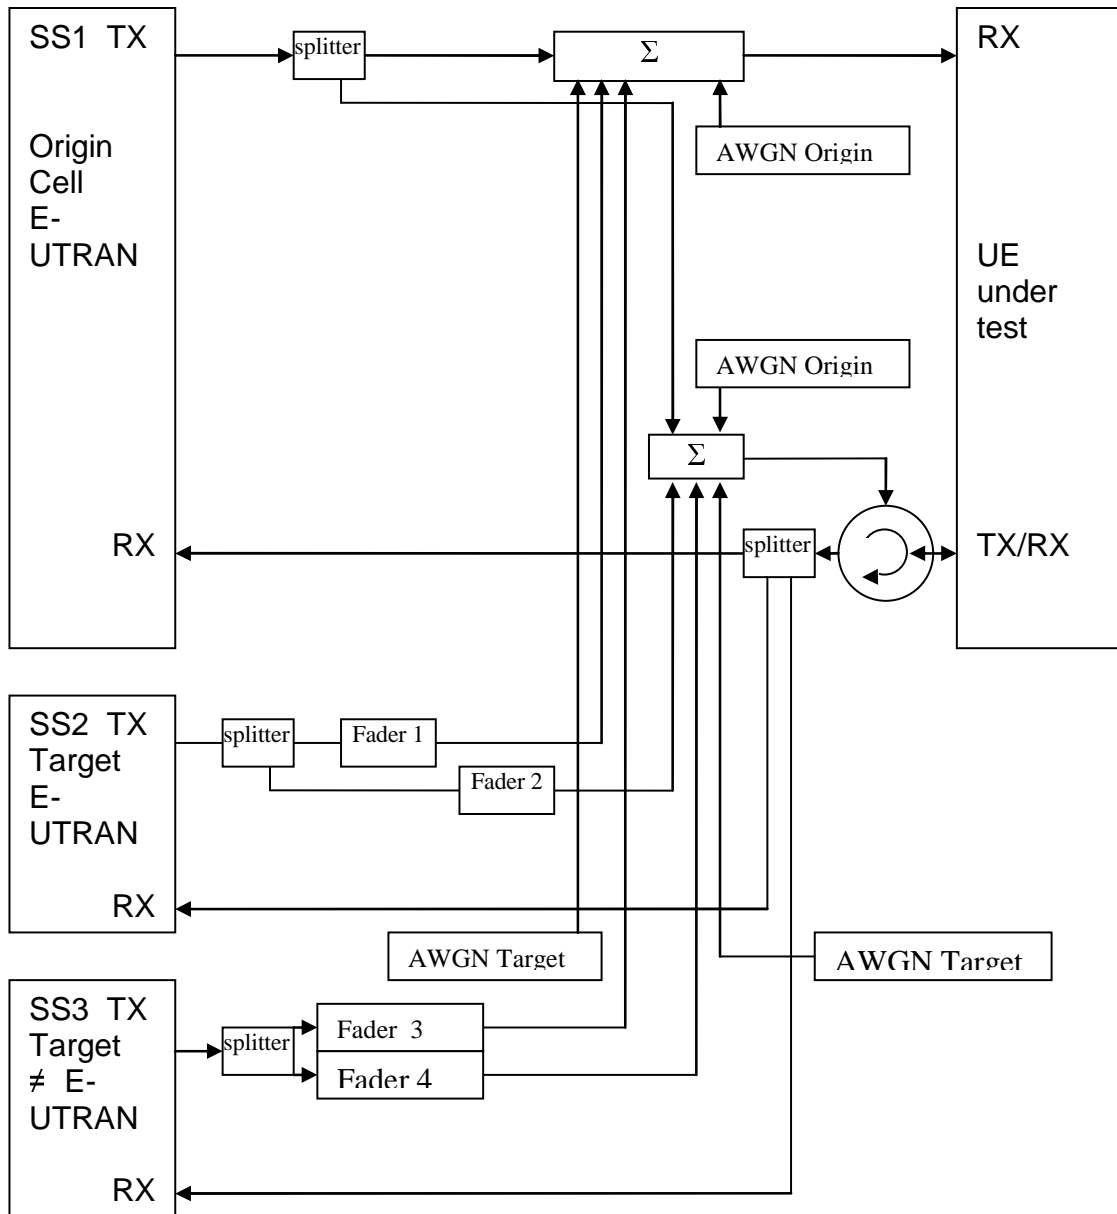 SS1 TX
splitter
Σ
RX
Origin
Cell
E-
UTRAN
AWGN Origin
UE
under
test
AWGN Origin
Σ
RX
splitter
TX/RX
SS2 TX
Target
E-
UTRAN
splitter
Fader 1
Fader 2
RX
AWGN Target
AWGN Target
SS3 TX
Target
≠ E-
UTRAN
splitter
Fader 3
Fader 4
RX